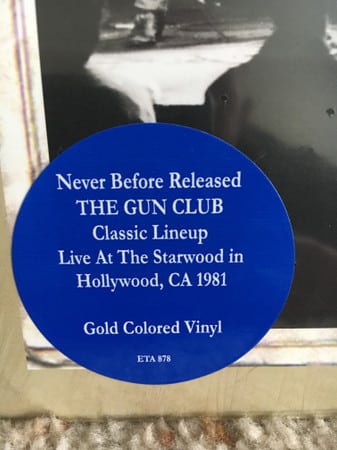 Never Before Released
THE GUN CLUB
Classic Lineup
Live At The Starwood in
Hollywood, CA 1981
Gold Colored Vinyl
ETA 878